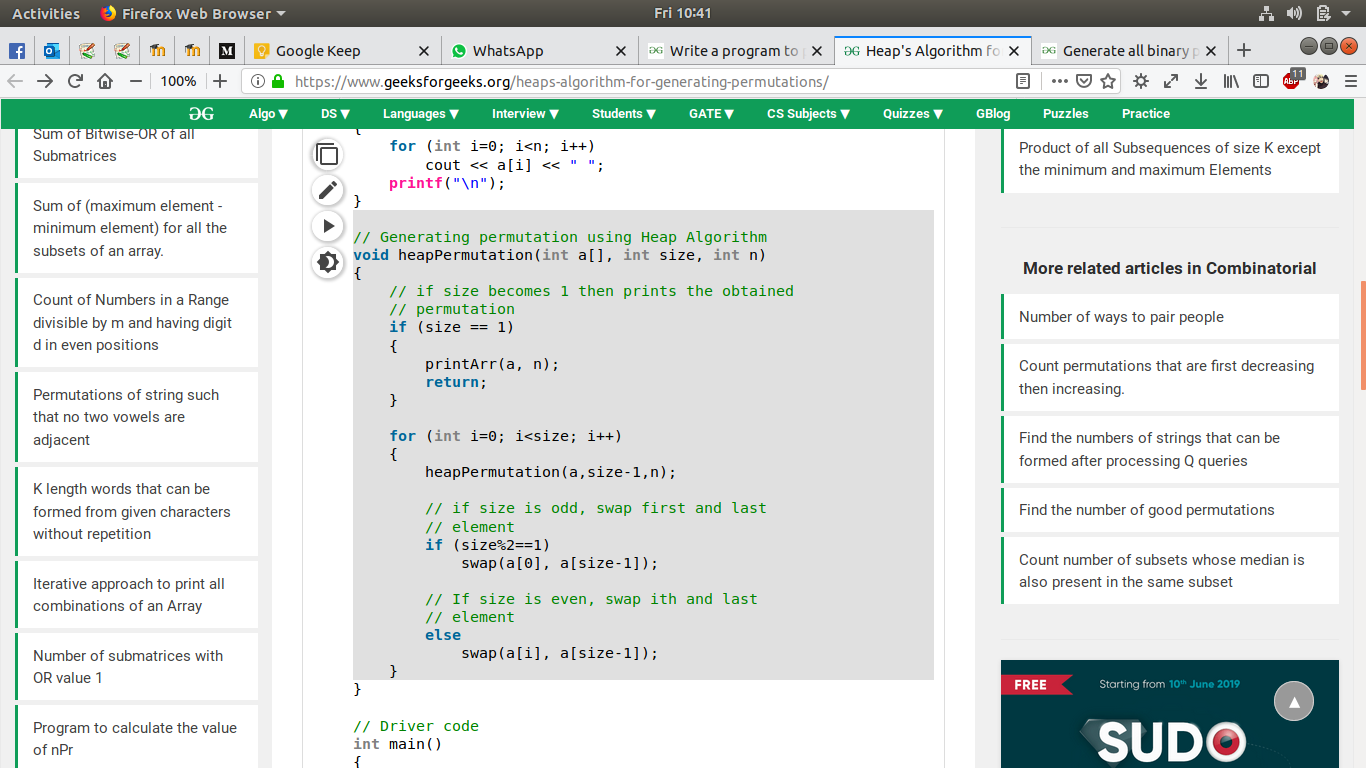 Activities
Firefox Web Browser
Fri 10:41
Google Keep
WhatsApp
Write a program to
Heap's Algorithm fo
Generate all binary p
100%
https://www.geeksforgeeks.org/heaps-algorithm-for-generating-permutations/
ABP
11
Algo ▼
DS ▼
Languages ▼
Interview ▼
Students ▼
GATE ▼
CS Subjects ▼
Quizzes ▼
GBlog
Puzzles
Practice
Sum of Bitwise-OR of all
Submatrices
Sum of (maximum element -
minimum element) for all the
subsets of an array.
Count of Numbers in a Range
divisible by m and having digit
d in even positions
Permutations of string such
that no two vowels are
adjacent
K length words that can be
formed from given characters
without repetition
Iterative approach to print all
combinations of an Array
Number of submatrices with
OR value 1
Program to calculate the value
of nPr
{
for (int i=0; i<n; i++)
cout << a[i] << " ";
printf("\n");
}
// Generating permutation using Heap Algorithm
void heapPermutation(int a[], int size, int n)
{
// if size becomes 1 then prints the obtained
// permutation
if (size == 1)
{
printArr(a, n);
return;
}
for (int i=0; i<size; i++)
{
heapPermutation(a,size-1,n);
// if size is odd, swap first and last
// element
if (size%2==1)
swap(a[0], a[size-1]);
// If size is even, swap ith and last
// element
else
swap(a[i], a[size-1]);
}
}
// Driver code
int main()
{
Product of all Subsequences of size K except
the minimum and maximum Elements
More related articles in Combinatorial
Number of ways to pair people
Count permutations that are first decreasing
then increasing.
Find the numbers of strings that can be
formed after processing Q queries
Find the number of good permutations
Count number of subsets whose median is
also present in the same subset
FREE
Starting from 10th June 2019
SUDO